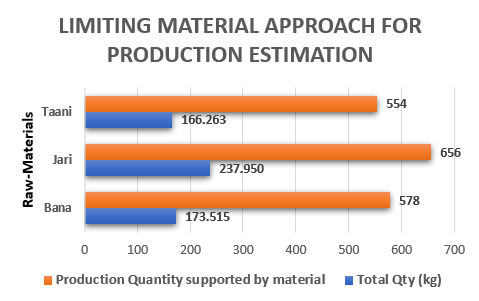 LIMITING MATERIAL APPROACH FOR
PRODUCTION ESTIMATION
Raw-Materials
Taani
554
166.263
Jari
656
237.950
Bana
578
173.515
0 100 200 300 400 500 600 700
Production Quantity supported by material Total Qty (kg)